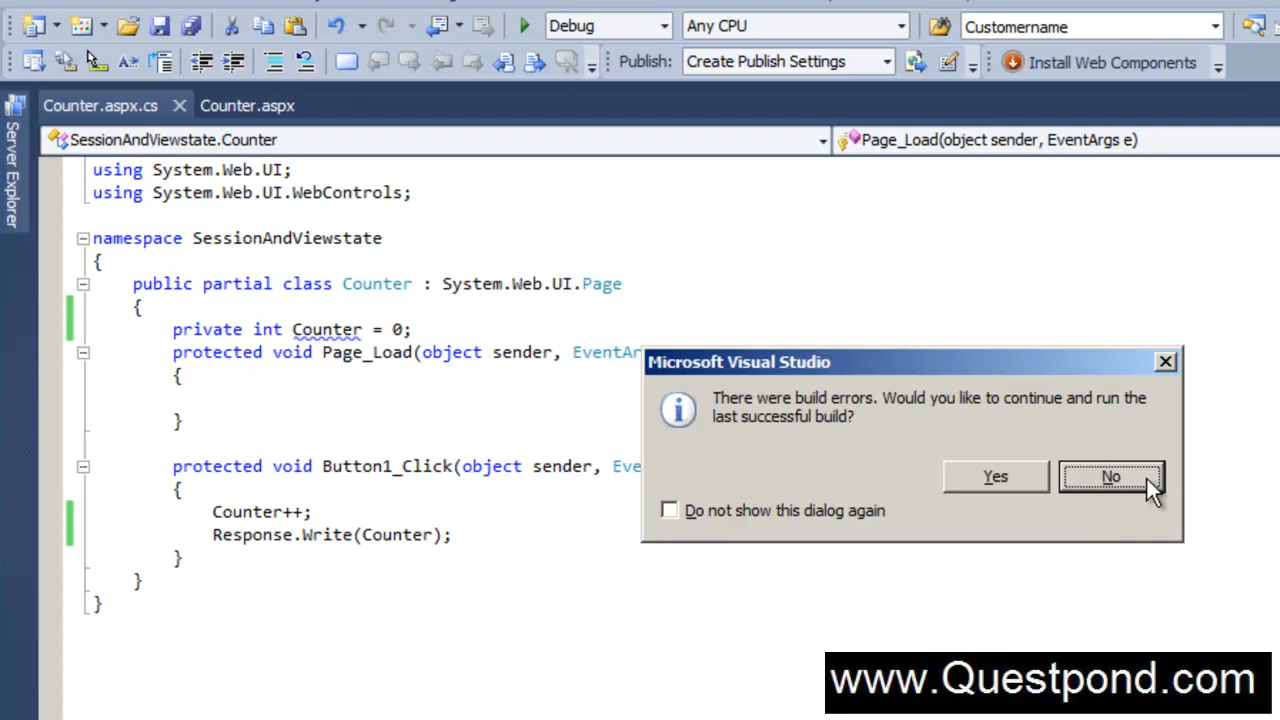 Debug
Any CPU
Customername
Publish:
Create Publish Settings
Install Web Components
Counter.aspx.cs
Counter.aspx
SessionAndViewstate.Counter
Page_Load(object sender, EventArgs e)
Server Explorer
using System.Web.UI;
using System.Web.UI.WebControls;
namespace SessionAndViewstate
{
public partial class Counter : System.Web.UI.Page
{
private int Counter = 0;
protected void Page_Load(object sender, EventAr
{
}
protected void Button1_Click(object sender, Eve
{
Counter++;
Response.Write(Counter);
}
}
}
Microsoft Visual Studio
There were build errors. Would you like to continue and run the
last successful build?
Yes
No
Do not show this dialog again
www.Questpond.com